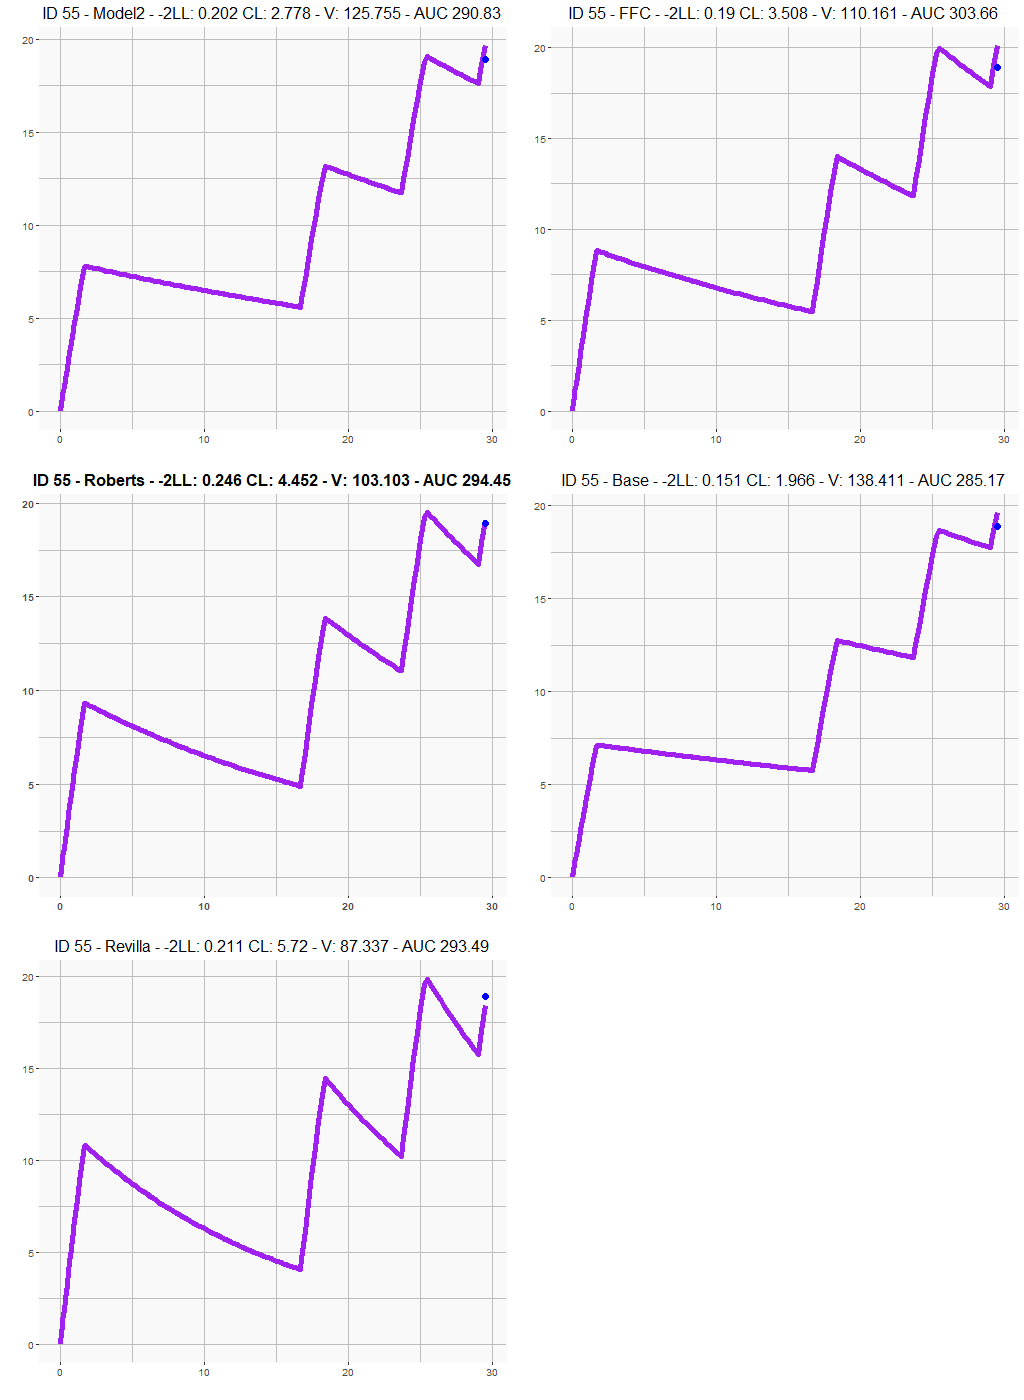 ID 55 - Model2 - -2LL: 0.202 CL: 2.778 - V: 125.755 - AUC 290.83
20
15
10
5
0
0 10 20 30
ID 55 - FFC - -2LL: 0.19 CL: 3.508 - V: 110.161 - AUC 303.66
20
15
10
5
0
0 10 20 30
ID 55 - Roberts - -2LL: 0.246 CL: 4.452 - V: 103.103 - AUC 294.45
20
15
10
5
0
0 10 20 30
ID 55 - Base - -2LL: 0.151 CL: 1.966 - V: 138.411 - AUC 285.17
20
15
10
5
0
0 10 20 30
ID 55 - Revilla - -2LL: 0.211 CL: 5.72 - V: 87.337 - AUC 293.49
20
15
10
5
0
0 10 20 30